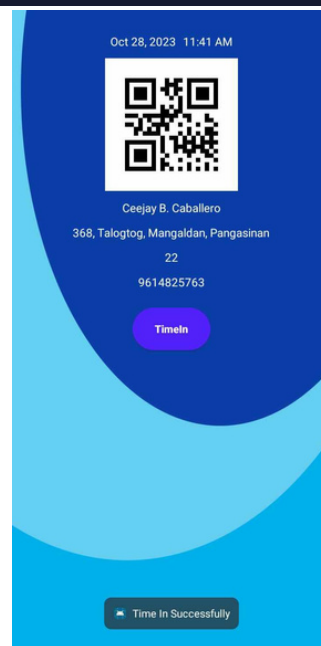 Oct 28, 2023 11:41 AM
Ceejay B. Caballero
368, Talogtog, Mangaldan, Pangasinan
22
9614825763
TimeIn
Time In Successfully